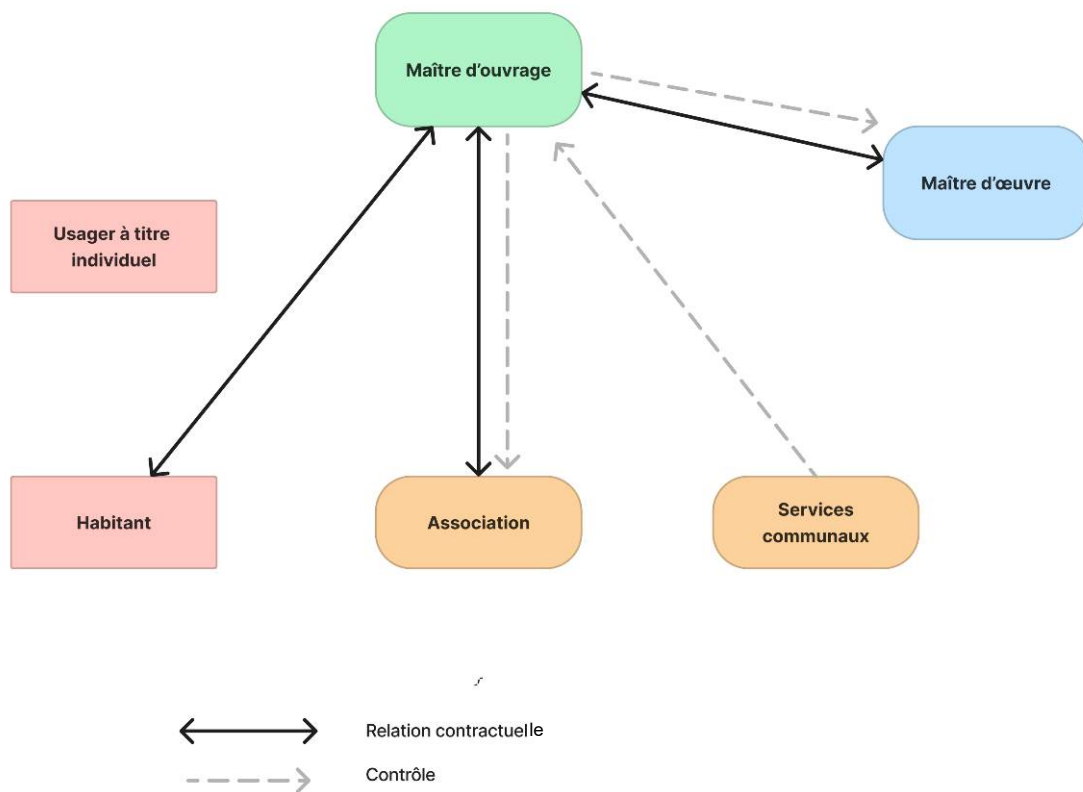 Maître d'ouvrage
Maître d'œuvre
Usager à titre
individuel
Habitant
Association
Services
communaux
Relation contractuelle
Contrôle